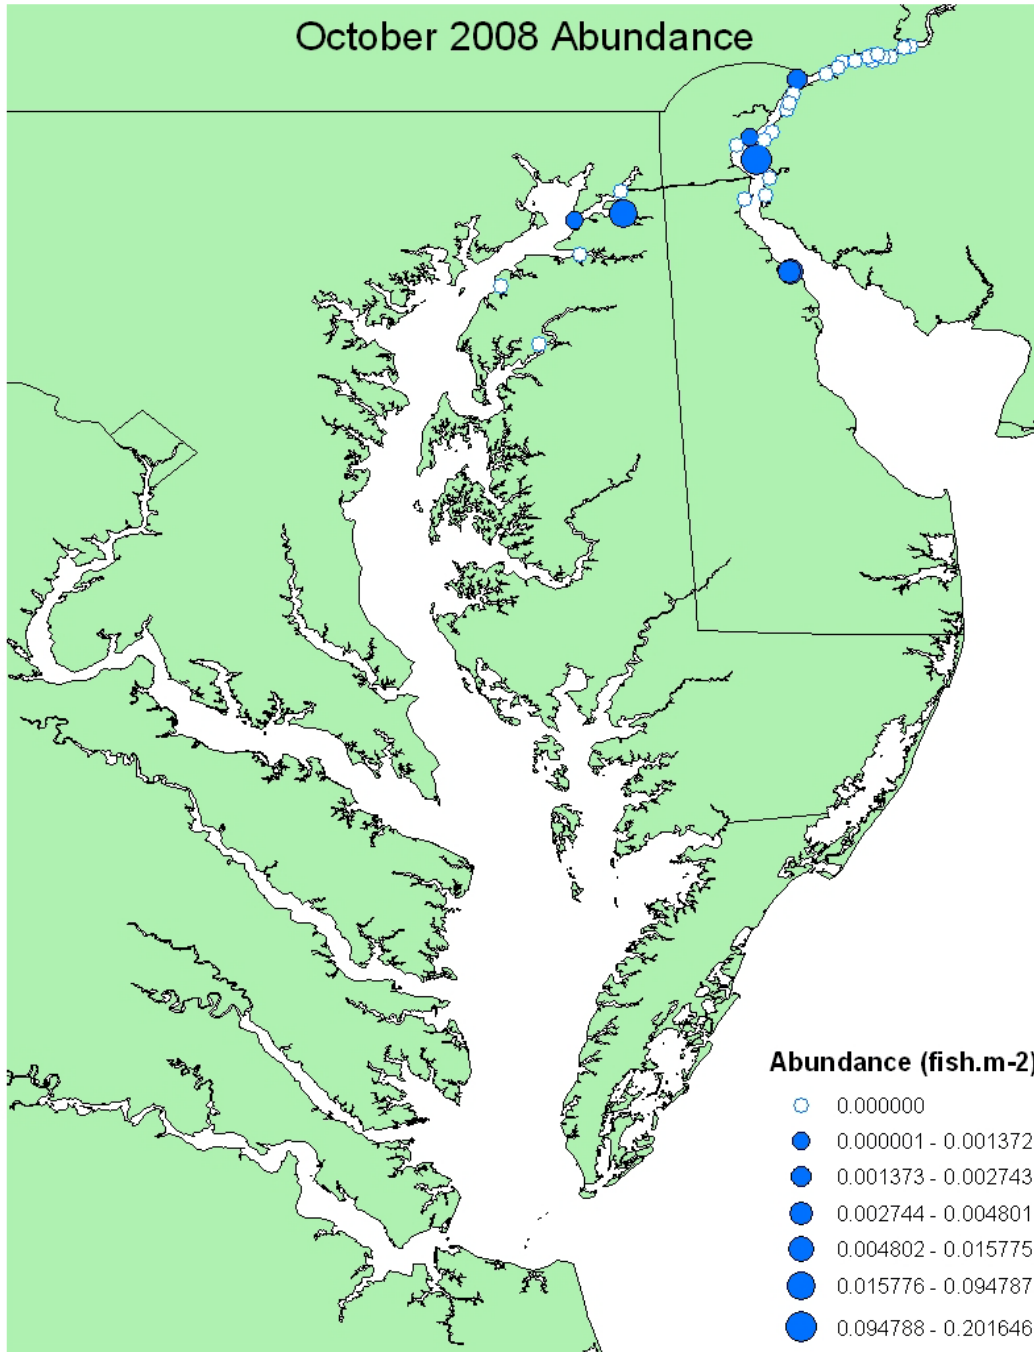 October 2008 Abundance
Abundance (fish.m-2)
0.000000
0.000001 - 0.001372
0.001373 - 0.002743
0.002744 - 0.004801
0.004802 - 0.015775
0.015776 - 0.094787
0.094788 - 0.201646